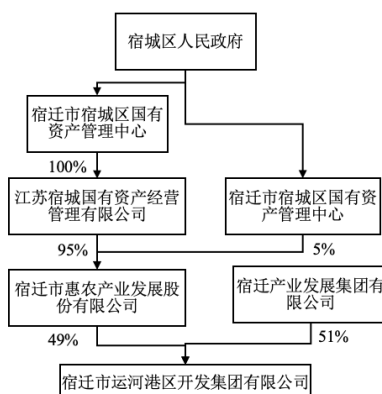 宿城区人民政府
宿迁市宿城区国有
资产管理中心
100%
江苏宿城国有资产经营
管理有限公司
宿迁市宿城区国有资
产管理中心
95%
5%
宿迁市惠农产业发展股
份有限公司
宿迁产业发展集团有
限公司
49%
51%
宿迁市运河港区开发集团有限公司